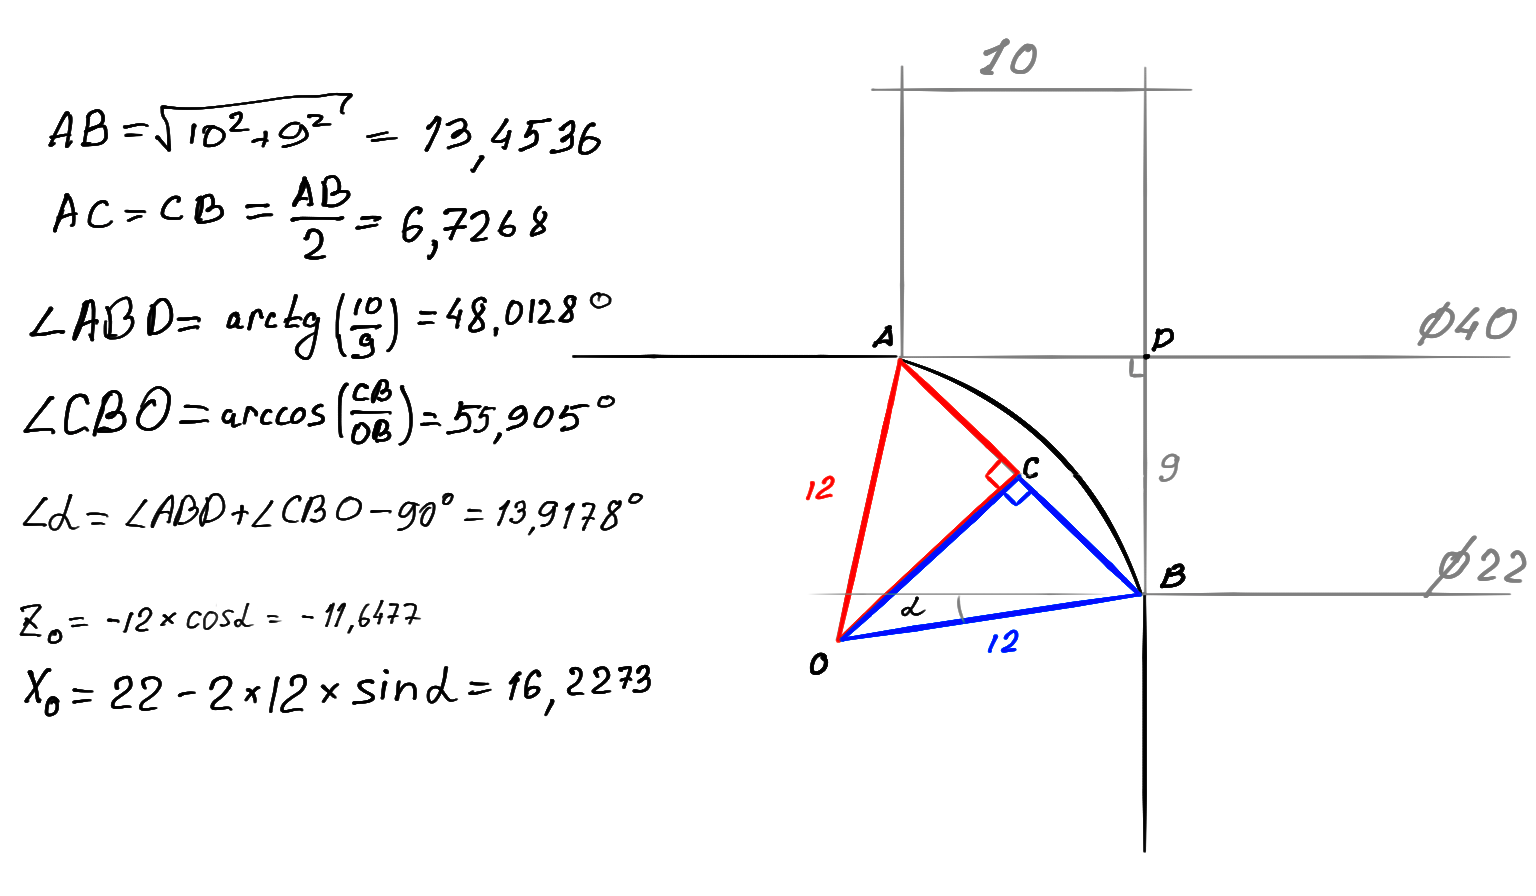 AB = √10²+9² = 13,4536
AC = CB = AB/2 = 6,7268
∠ABD = arctg(10/9) = 48,0128°
∠CBO = arccos(CB/OB) = 55,905°
∠α = ∠ABD + ∠CBO - 90° = 13,9178°
Z₀ = -12 × cosα = -11,6477
X₀ = 22 - 2 × 12 × sinα = 16,2273
10
⌀40
A
D
12
C
9
⌀22
B
α
12
O